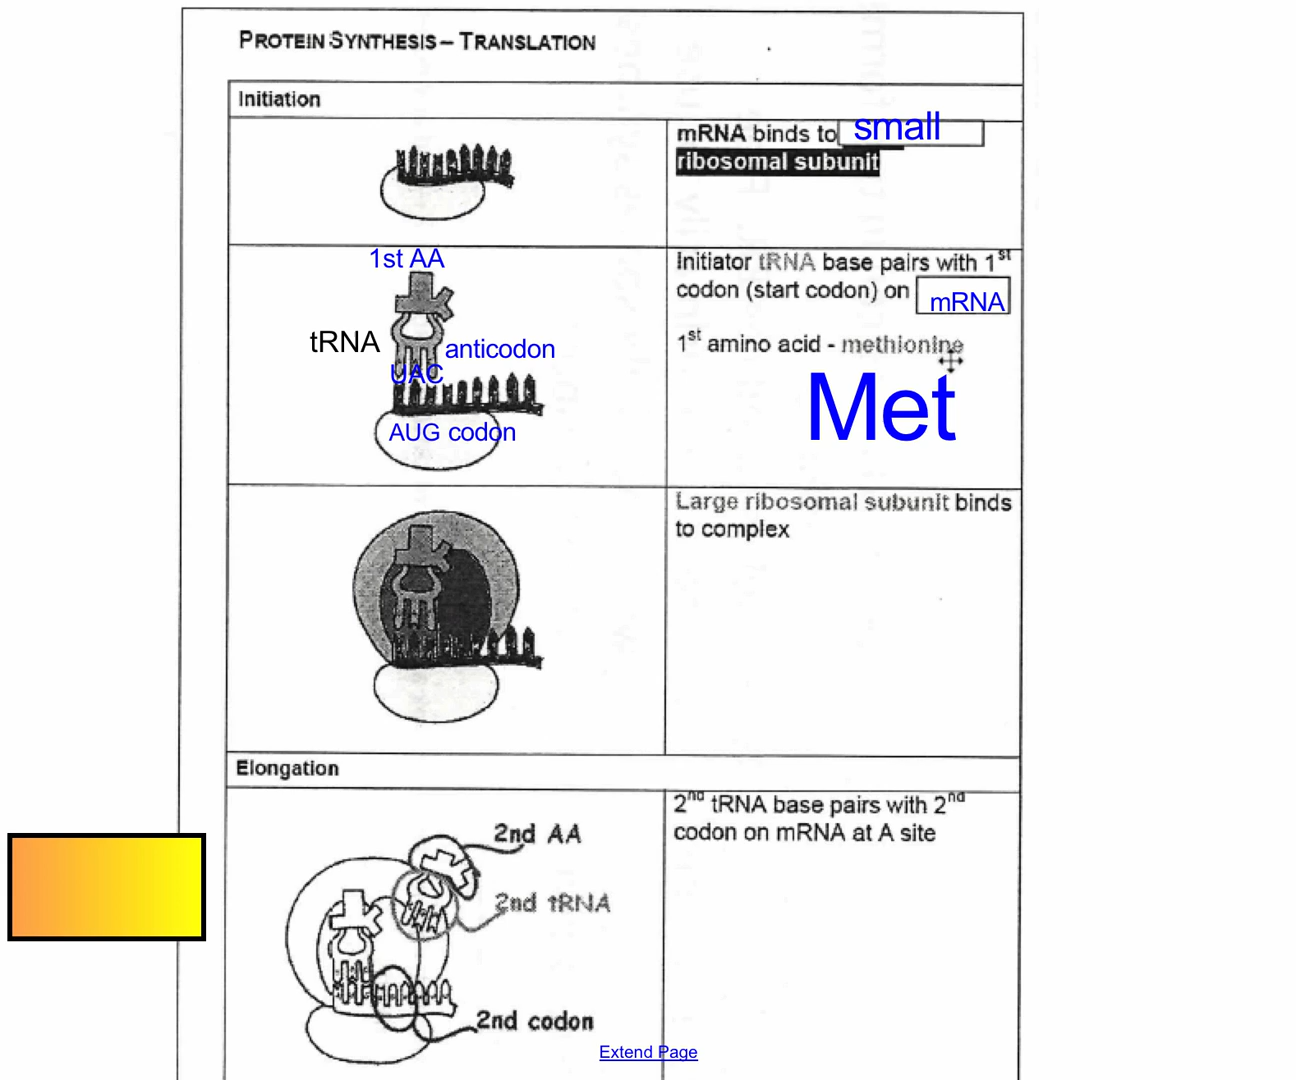 PROTEIN SYNTHESIS – TRANSLATION
Initiation
mRNA binds to small
ribosomal subunit
1st AA
tRNA
anticodon
UAC
AUG codon
Initiator tRNA base pairs with 1st
codon (start codon) on mRNA
1st amino acid - methionine
Met
Large ribosomal subunit binds
to complex
Elongation
2nd AA
2nd tRNA
2nd codon
2nd tRNA base pairs with 2nd
codon on mRNA at A site
Extend Page